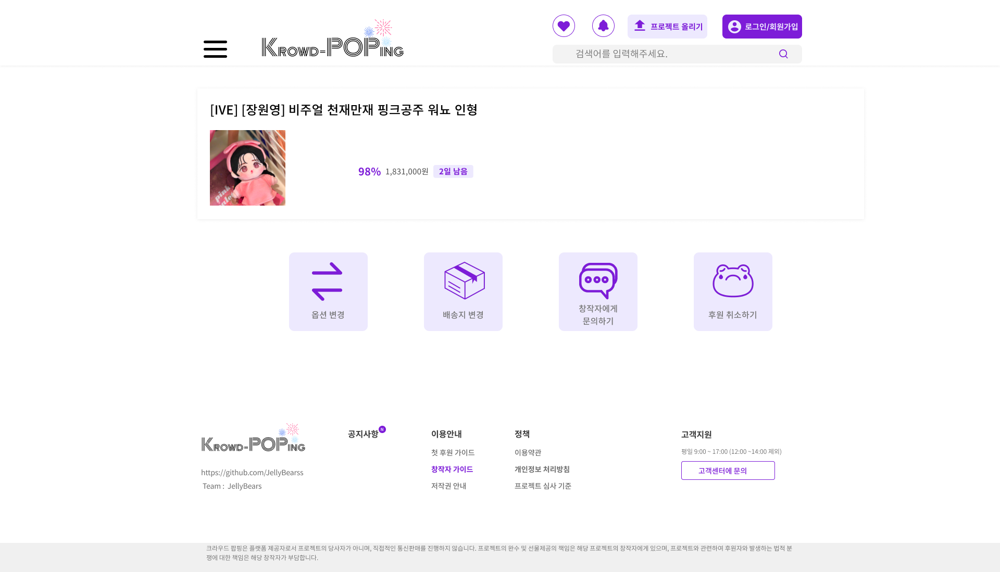 KROWD=POPING
프로젝트 올리기
로그인/회원가입
검색어를 입력해주세요.
[IVE] [장원영] 비주얼 천재만재 핑크공주 워뇨 인형
pink
98% 1,831,000원 2일 남음
옵션 변경
배송지 변경
창작자에게
문의하기
후원 취소하기
KROWD=POPING
https://github.com/JellyBearss
Team : JellyBears
공지사항 N
이용안내
첫 후원 가이드
창작자 가이드
저작권 안내
정책
이용약관
개인정보 처리방침
프로젝트 심사 기준
고객지원
평일 9:00 ~ 17:00 (12:00 ~14:00 제외)
고객센터에 문의
크라우드 팝핑은 플랫폼 제공자로서 프로젝트의 당사자가 아니며, 직접적인 통신판매를 진행하지 않습니다. 프로젝트의 완수 및 선물제공의 책임은 해당 프로젝트의 창작자에게 있으며, 프로젝트와 관련하여 후원자와 발생하는 법적 분
쟁에 대한 책임은 해당 창작자가 부담합니다.